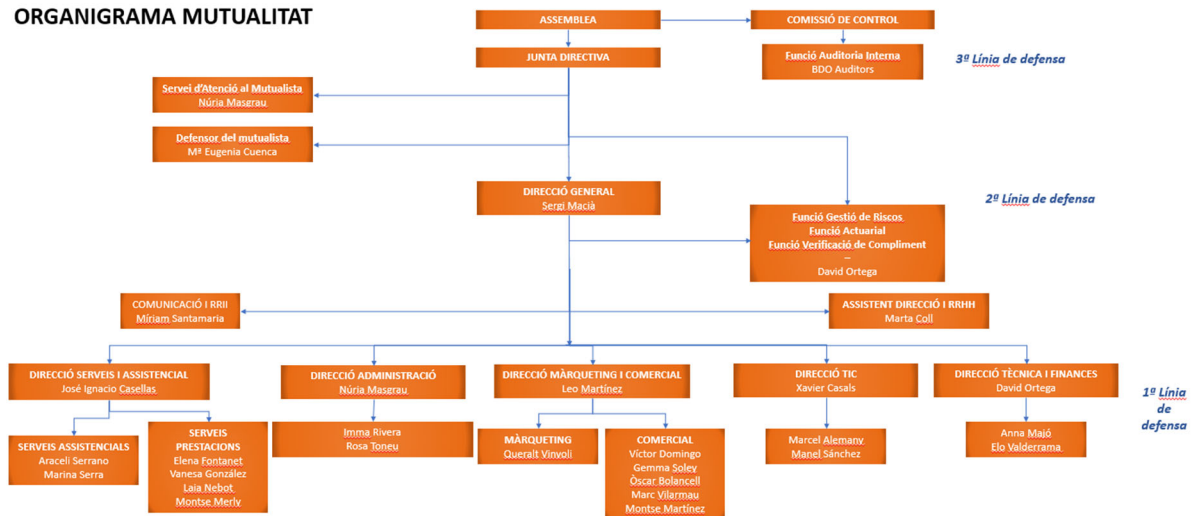 ORGANIGRAMA MUTUALITAT
ASSEMBLEA
COMISSIÓ DE CONTROL
JUNTA DIRECTIVA
Funció Auditoria Interna
BDO Auditors
3ª Línia de defensa
Servei d'Atenció al Mutualista
Núria Masgrau
Defensor del mutualista
Mª Eugenia Cuenca
DIRECCIÓ GENERAL
Sergi Macià
2ª Línia de defensa
Funció Gestió de Riscos
Funció Actuarial
Funció Verificació de Compliment
–
David Ortega
COMUNICACIÓ I RRII
Míriam Santamaria
ASSISTENT DIRECCIÓ I RRHH
Marta Coll
DIRECCIÓ SERVEIS I ASSISTENCIAL
José Ignacio Casellas
DIRECCIÓ ADMINISTRACIÓ
Núria Masgrau
DIRECCIÓ MÀRQUETING I COMERCIAL
Leo Martínez
DIRECCIÓ TIC
Xavier Casals
DIRECCIÓ TÈCNICA I FINANCES
David Ortega
1ª Línia
de
defensa
SERVEIS ASSISTENCIALS
Araceli Serrano
Marina Serra
SERVEIS
PRESTACIONS
Elena Fontanet
Vanesa González
Laia Nebot
Montse Merly
Imma Rivera
Rosa Toneu
MÀRQUETING
Queralt Vinyoli
COMERCIAL
Víctor Domingo
Gemma Soley
Òscar Bolancell
Marc Vilarmau
Montse Martínez
Marcel Alemany
Manel Sánchez
Anna Majó
Elo Valderrama